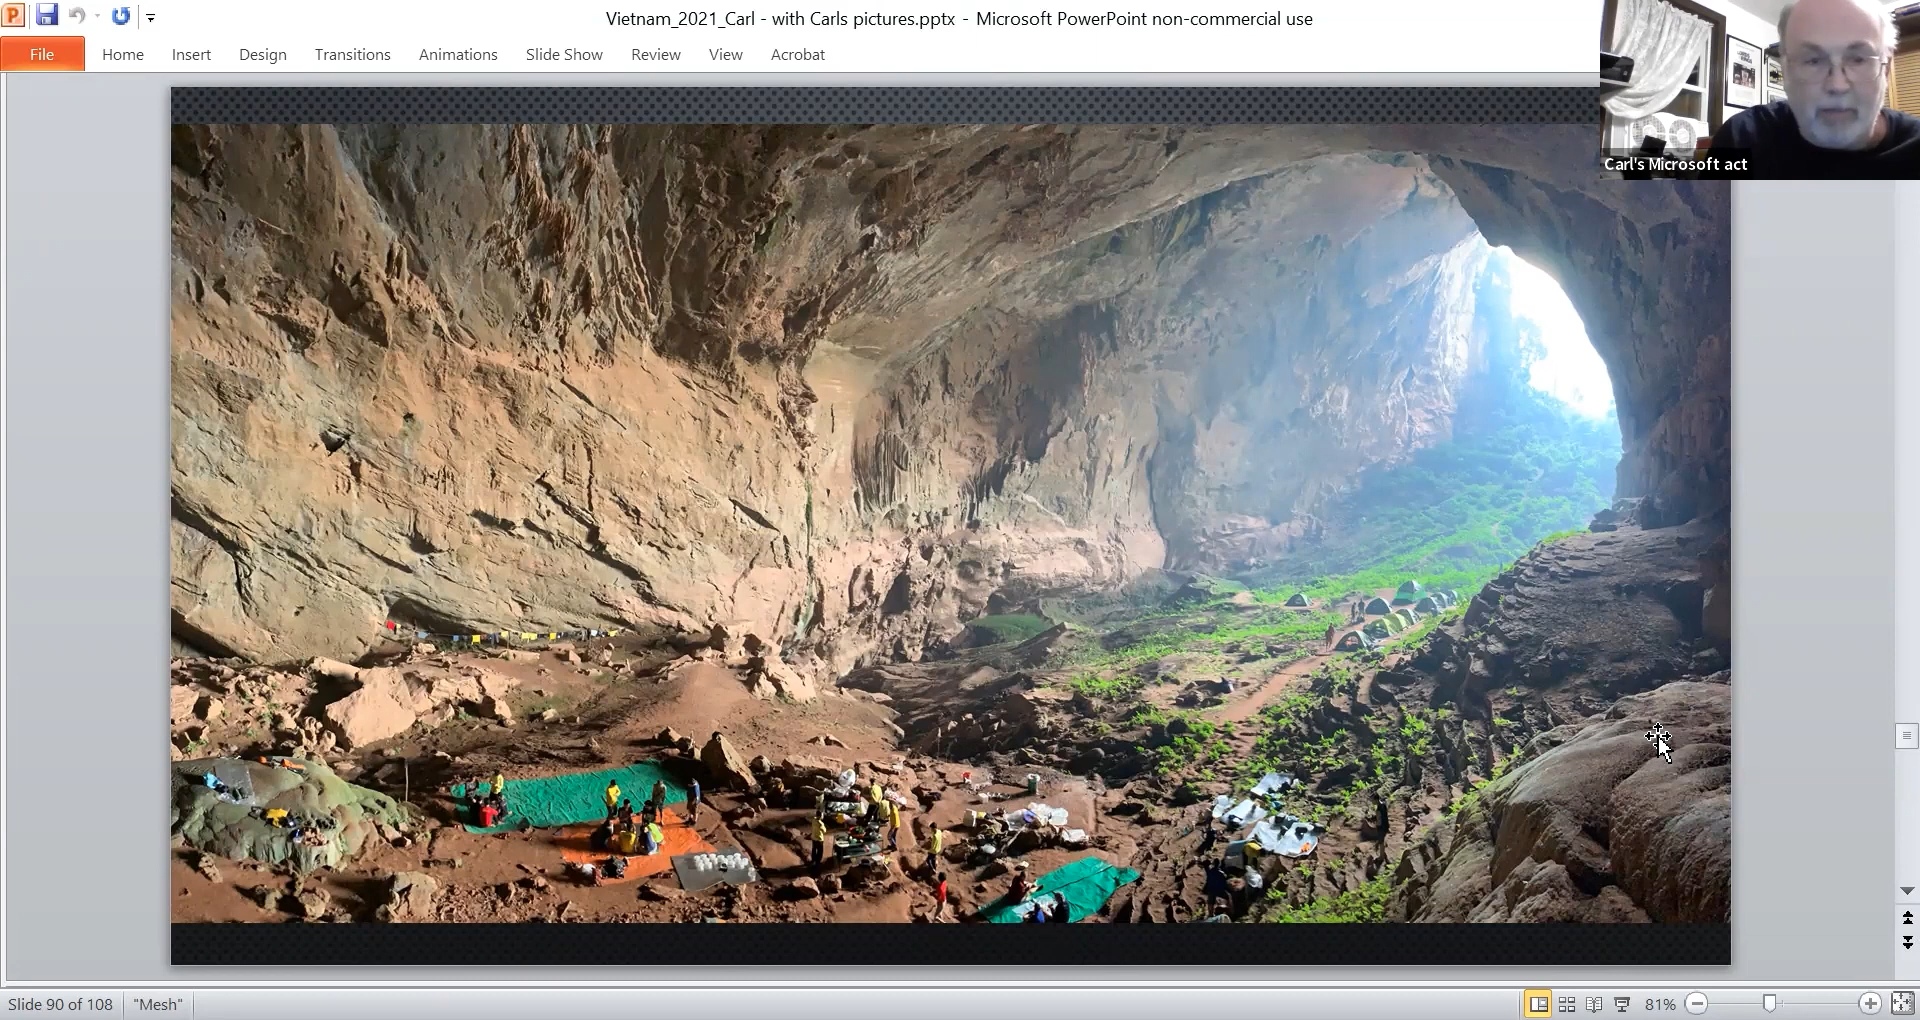 Vietnam_2021_Carl - with Carls pictures.pptx - Microsoft PowerPoint non-commercial use
File Home Insert Design Transitions Animations Slide Show Review View Acrobat
Carl's Microsoft act
Slide 90 of 108 "Mesh" 81%